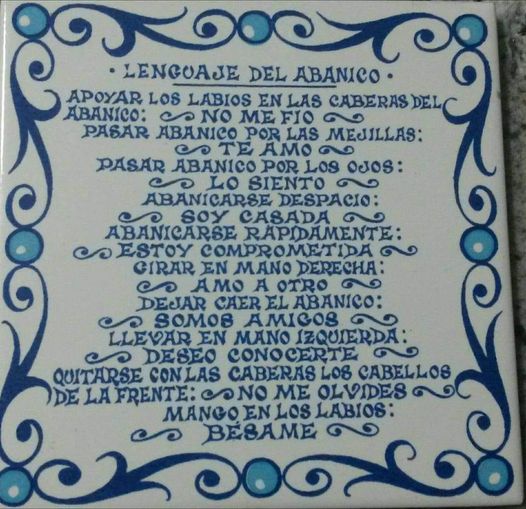 · LENGUAJE DEL ABANICO ·
APOYAR LOS LABIOS EN LAS CABERAS DEL
ABANICO: NO ME FIO
PASAR ABANICO POR LAS MEJILLAS:
TE AMO
PASAR ABANICO POR LOS OJOS:
LO SIENTO
ABANICARSE DESPACIO:
SOY CASADA
ABANICARSE RAPIDAMENTE:
ESTOY COMPROMETIDA
GIRAR EN MANO DERECHA:
AMO A OTRO
DEJAR CAER EL ABANICO:
SOMOS AMIGOS
LLEVAR EN MANO IZQUIERDA:
DESEO CONOCERTE
QUITARSE CON LAS CABERAS LOS CABELLOS
DE LA FRENTE: NO ME OLVIDES
MANGO EN LOS LABIOS:
BÉSAME